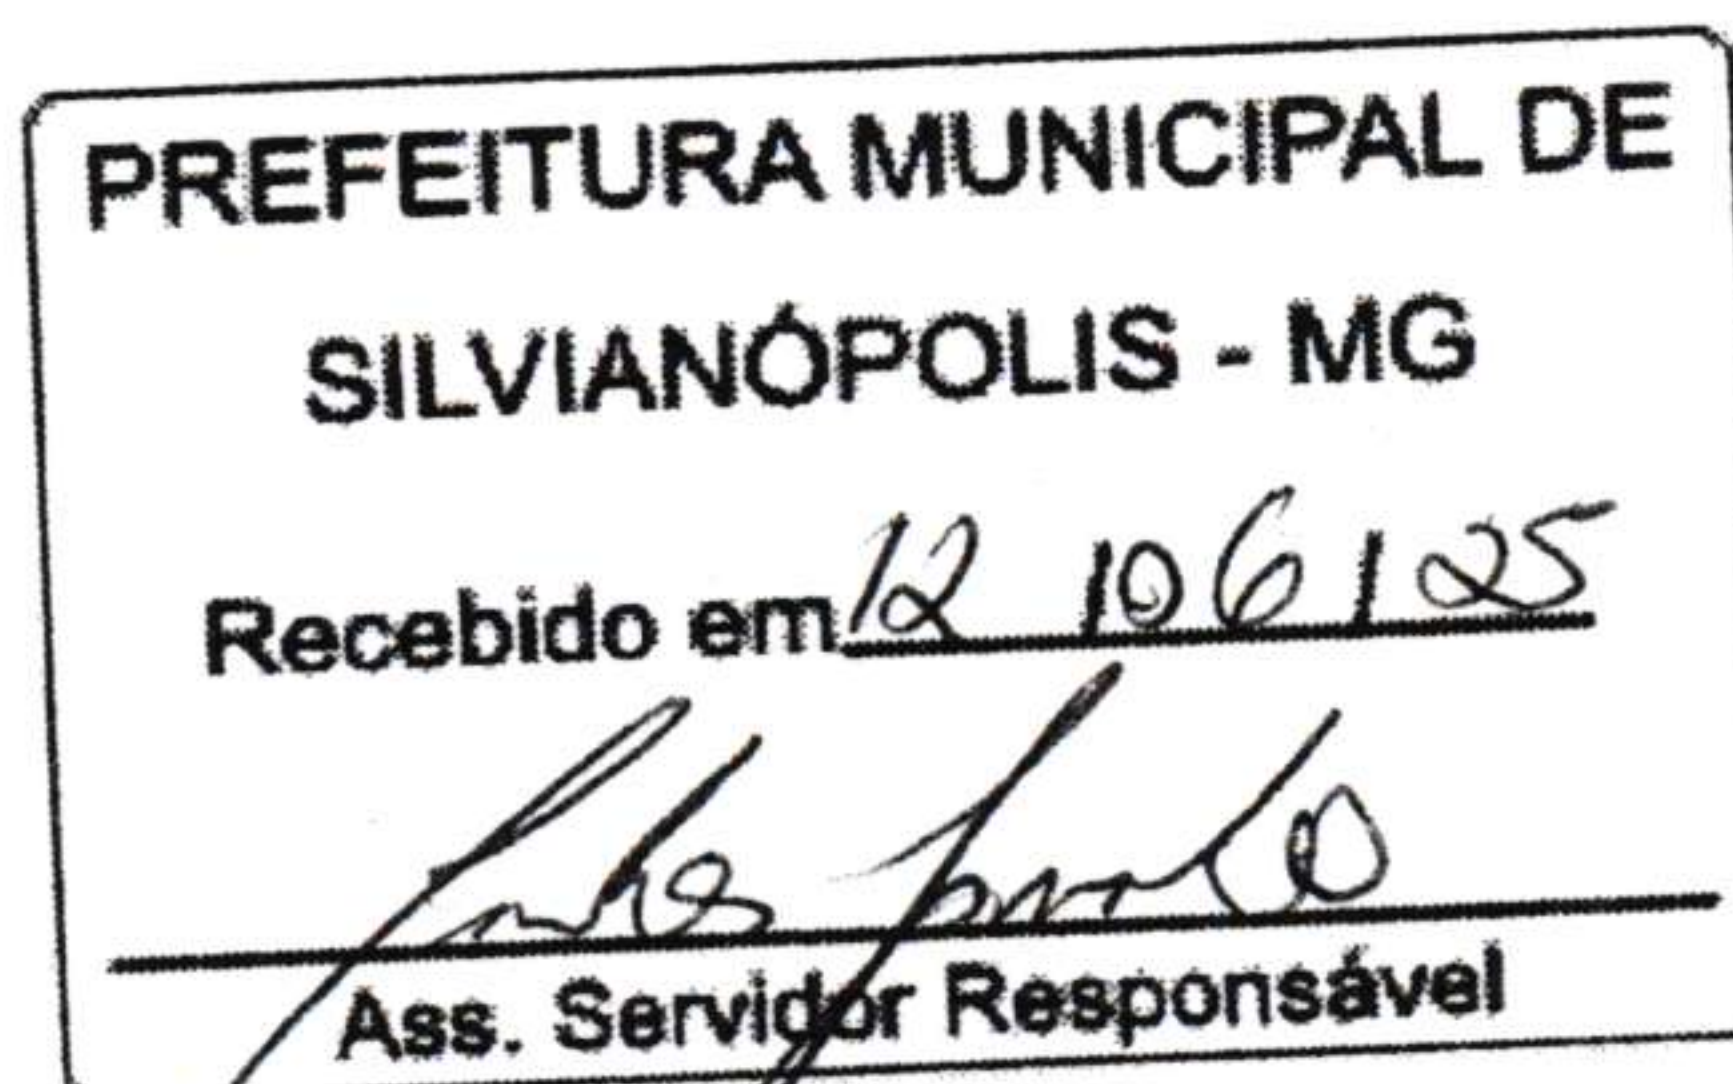 PREFEITURA MUNICIPAL DE
SILVIANÓPOLIS - MG
Recebido em 12 / 06 / 25
Ass. Servidor Responsável